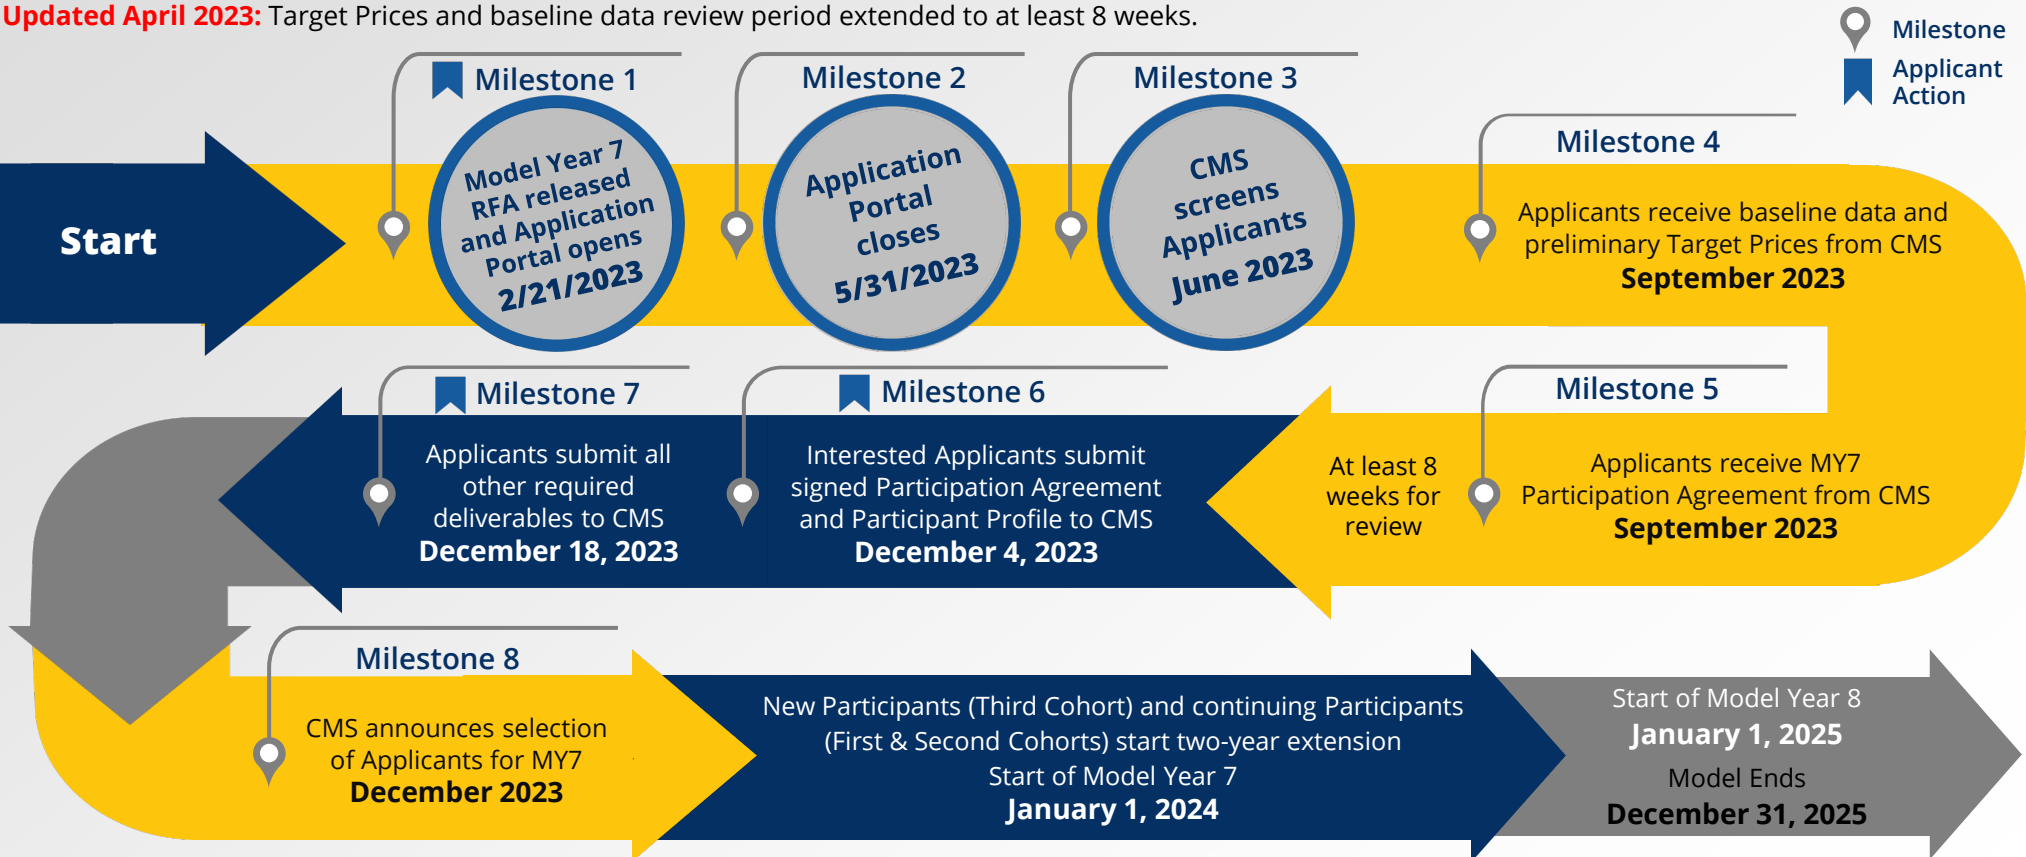 Updated April 2023: Target Prices and baseline data review period extended to at least 8 weeks.
Milestone
Applicant
Action
Milestone 1
Model Year 7
RFA released
and Application
Portal opens
2/21/2023
Milestone 2
Application
Portal
closes
5/31/2023
Milestone 3
CMS
screens
Applicants
June 2023
Milestone 4
Applicants receive baseline data and
preliminary Target Prices from CMS
September 2023
Start
Milestone 5
Applicants receive MY7
Participation Agreement from CMS
September 2023
At least 8
weeks for
review
Milestone 6
Interested Applicants submit
signed Participation Agreement
and Participant Profile to CMS
December 4, 2023
Milestone 7
Applicants submit all
other required
deliverables to CMS
December 18, 2023
Milestone 8
CMS announces selection
of Applicants for MY7
December 2023
New Participants (Third Cohort) and continuing Participants
(First & Second Cohorts) start two-year extension
Start of Model Year 7
January 1, 2024
Start of Model Year 8
January 1, 2025
Model Ends
December 31, 2025